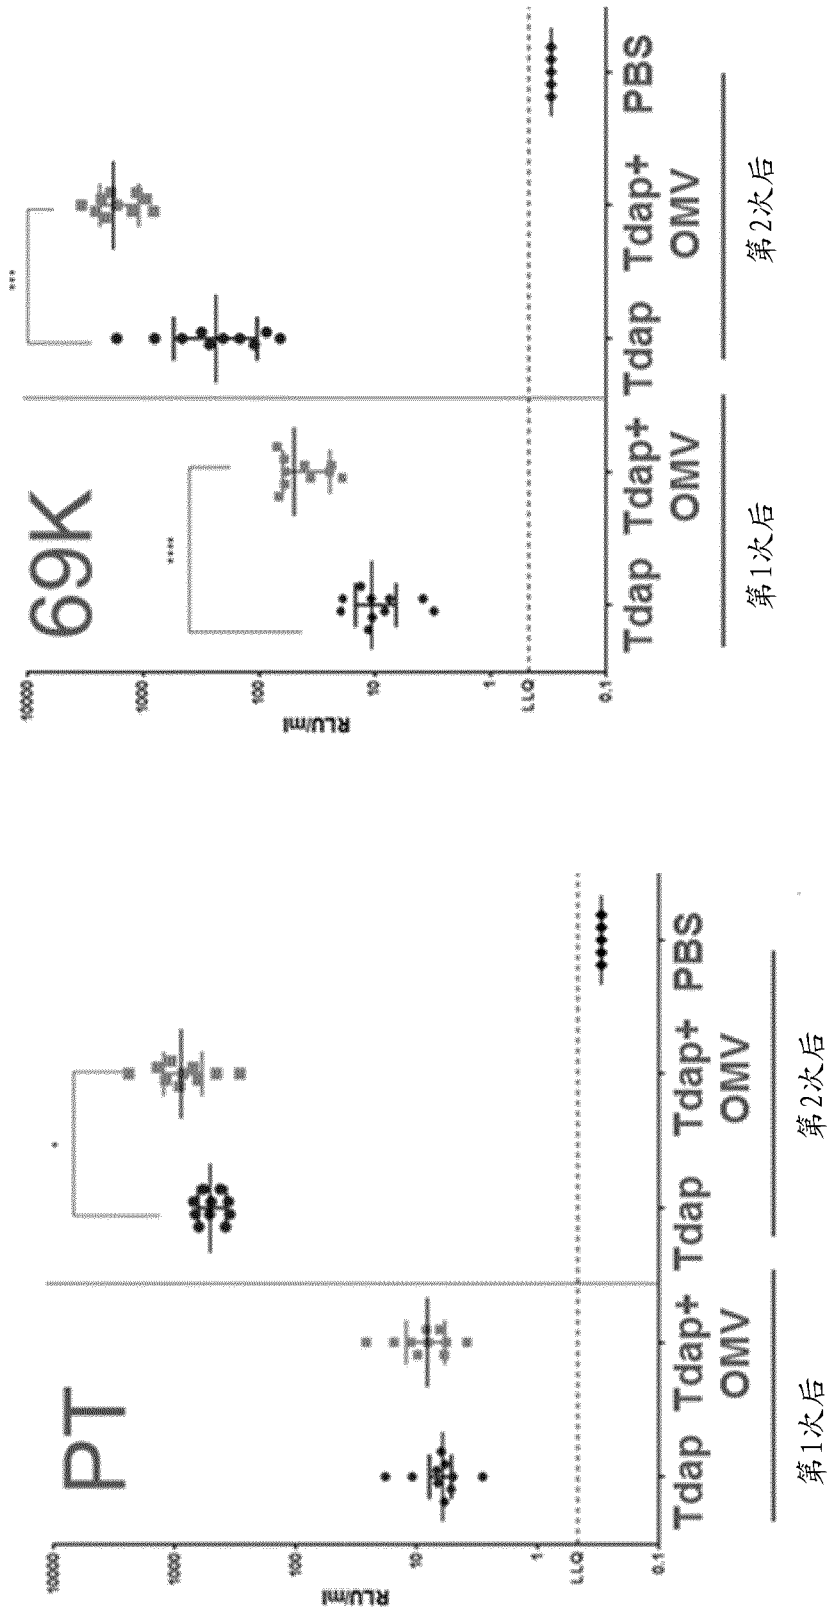 PT
10000
1000
100
10
1
LLQ
0.1
RLU/ml
*
Tdap Tdap+ Tdap Tdap+ PBS
OMV OMV
第1次后 第2次后
69K
10000
1000
100
10
1
LLQ
0.1
RLU/ml
****
***
Tdap Tdap+ Tdap Tdap+ PBS
OMV OMV
第1次后 第2次后